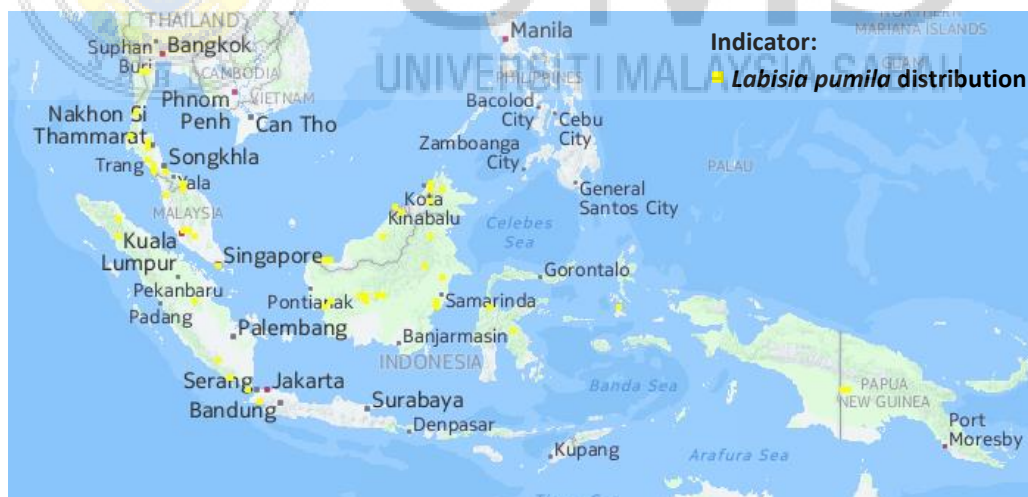 UMS
UNIVERSITI MALAYSIA SABAH
THAILAND
Suphan
Buri
Bangkok
CAMBODIA
Phnom
Penh
VIETNAM
Can Tho
Manila
PHILIPPINES
NORTHERN
MARIANA ISLANDS
GUAM
Indicator:
Labisia pumila distribution
Nakhon Si
Thammarat
Trang
Songkhla
Yala
Bacolod
City
Cebu
City
Zamboanga
City
PALAU
General
Santos City
MALAYSIA
Kota
Kinabalu
Celebes
Sea
Kuala
Lumpur
Singapore
Gorontalo
Pekanbaru
Pontianak
Samarinda
Padang
Palembang
Banjarmasin
INDONESIA
Serang
Jakarta
Banda Sea
PAPUA
NEW GUINEA
Bandung
Surabaya
Denpasar
Port
Moresby
Kupang
Arafura Sea